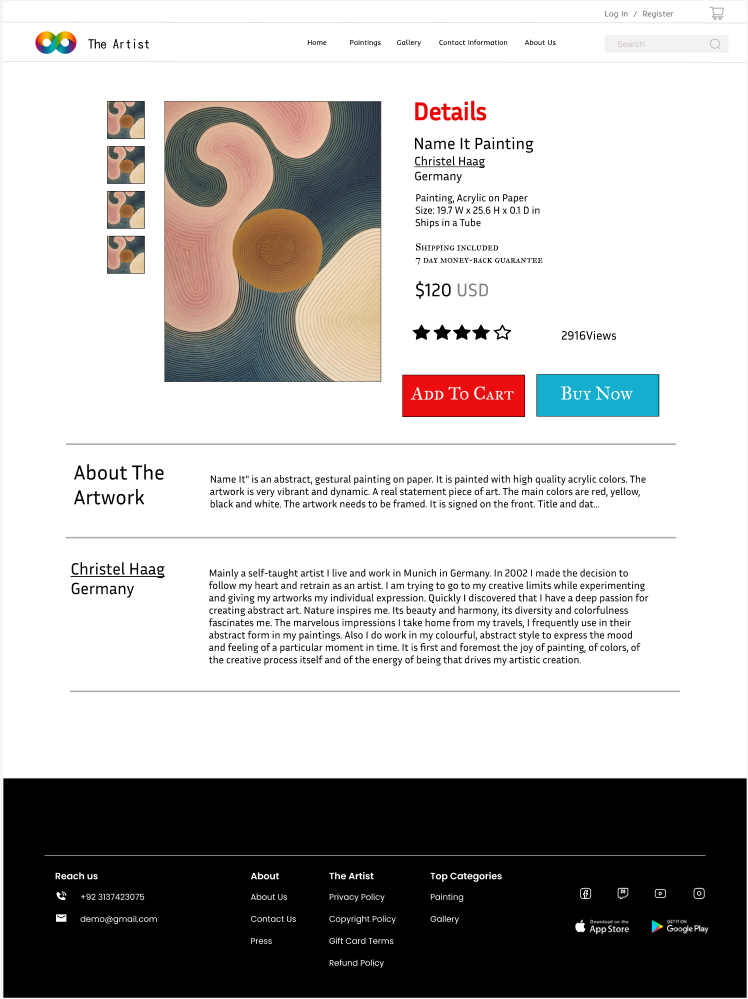 Log In / Register
The Artist
Home Paintings Gallery Contact Information About Us
Search
Details
Name It Painting
Christel Haag
Germany
Painting, Acrylic on Paper
Size: 19.7 W x 25.6 H x 0.1 D in
Ships in a Tube
Shipping included
7 day money-back guarantee
$120 USD
2916Views
Add To Cart
Buy Now
About The
Artwork
Name It" is an abstract, gestural painting on paper. It is painted with high quality acrylic colors. The
artwork is very vibrant and dynamic. A real statement piece of art. The main colors are red, yellow,
black and white. The artwork needs to be framed. It is signed on the front. Title and dat...
Christel Haag
Germany
Mainly a self-taught artist I live and work in Munich in Germany. In 2002 I made the decision to
follow my heart and retrain as an artist. I am trying to go to my creative limits while experimenting
and giving my artworks my individual expression. Quickly I discovered that I have a deep passion for
creating abstract art. Nature inspires me. Its beauty and harmony, its diversity and colorfulness
fascinates me. The marvelous impressions I take home from my travels, I frequently use in their
abstract form in my paintings. Also I do work in my colourful, abstract style to express the mood
and feeling of a particular moment in time. It is first and foremost the joy of painting, of colors, of
the creative process itself and of the energy of being that drives my artistic creation.
Reach us
+92 3137423075
demo@gmail.com
About
About Us
Contact Us
Press
The Artist
Privacy Policy
Copyright Policy
Gift Card Terms
Refund Policy
Top Categories
Painting
Gallery
Download on the
App Store
GET IT ON
Google Play